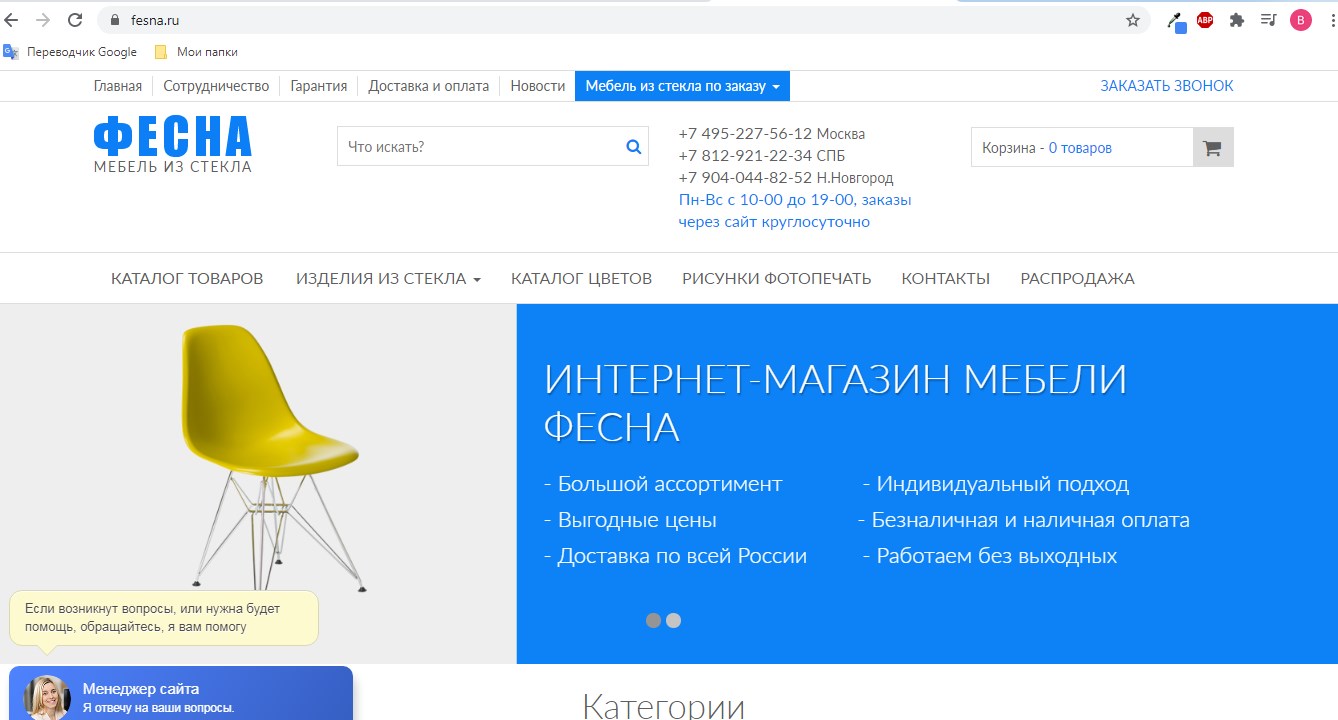 fesna.ru
ABP
B
G
Переводчик Google
Мои папки
Главная
Сотрудничество
Гарантия
Доставка и оплата
Новости
Мебель из стекла по заказу
ЗАКАЗАТЬ ЗВОНОК
ФЕСНА
МЕБЕЛЬ ИЗ СТЕКЛА
Что искать?
+7 495-227-56-12 Москва
+7 812-921-22-34 СПБ
+7 904-044-82-52 Н.Новгород
Пн-Вс с 10-00 до 19-00, заказы
через сайт круглосуточно
Корзина - 0 товаров
КАТАЛОГ ТОВАРОВ
ИЗДЕЛИЯ ИЗ СТЕКЛА
КАТАЛОГ ЦВЕТОВ
РИСУНКИ ФОТОПЕЧАТЬ
КОНТАКТЫ
РАСПРОДАЖА
ИНТЕРНЕТ-МАГАЗИН МЕБЕЛИ
ФЕСНА
- Большой ассортимент
- Индивидуальный подход
- Выгодные цены
- Безналичная и наличная оплата
- Доставка по всей России
- Работаем без выходных
Если возникнут вопросы, или нужна будет
помощь, обращайтесь, я вам помогу
Менеджер сайта
Я отвечу на ваши вопросы.
Категории